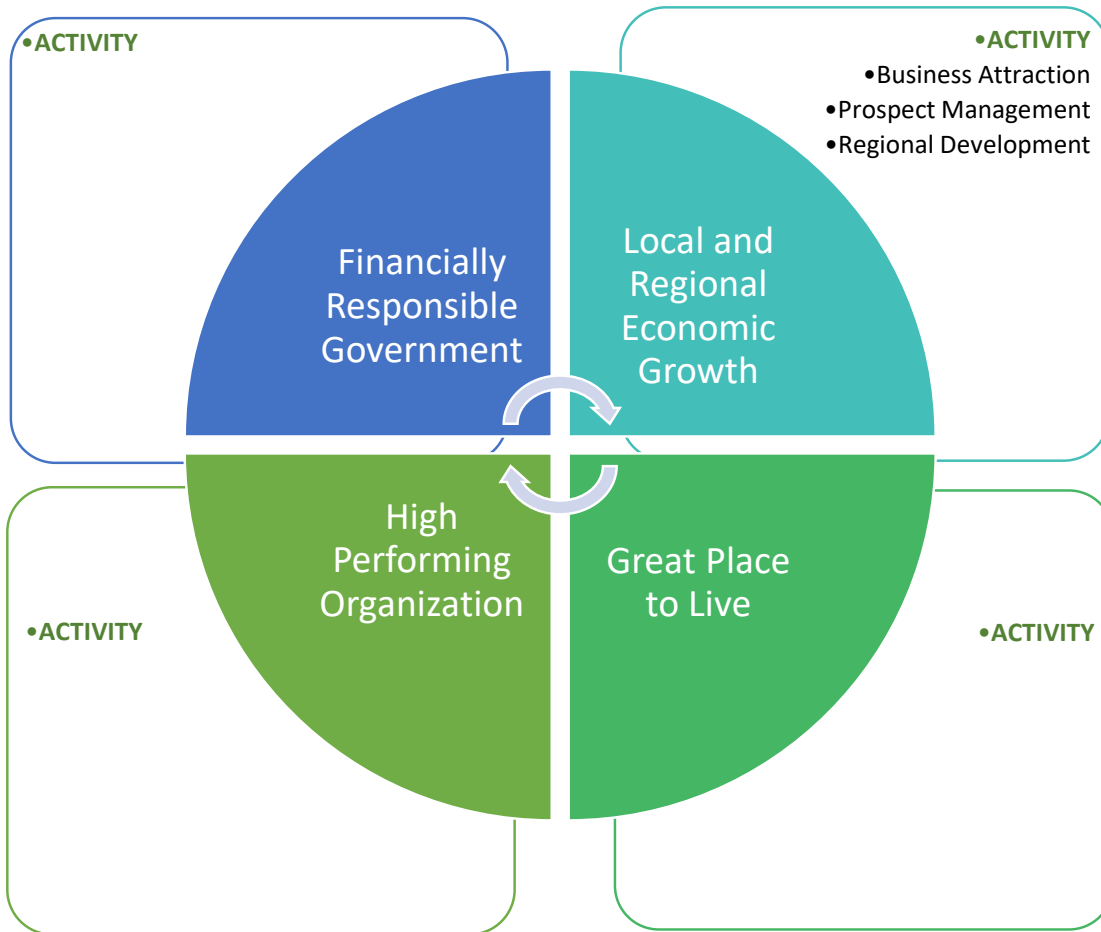 •ACTIVITY
•ACTIVITY
•Business Attraction
•Prospect Management
•Regional Development
Financially
Responsible
Government
Local and
Regional
Economic
Growth
High
Performing
Organization
Great Place
to Live
•ACTIVITY
•ACTIVITY